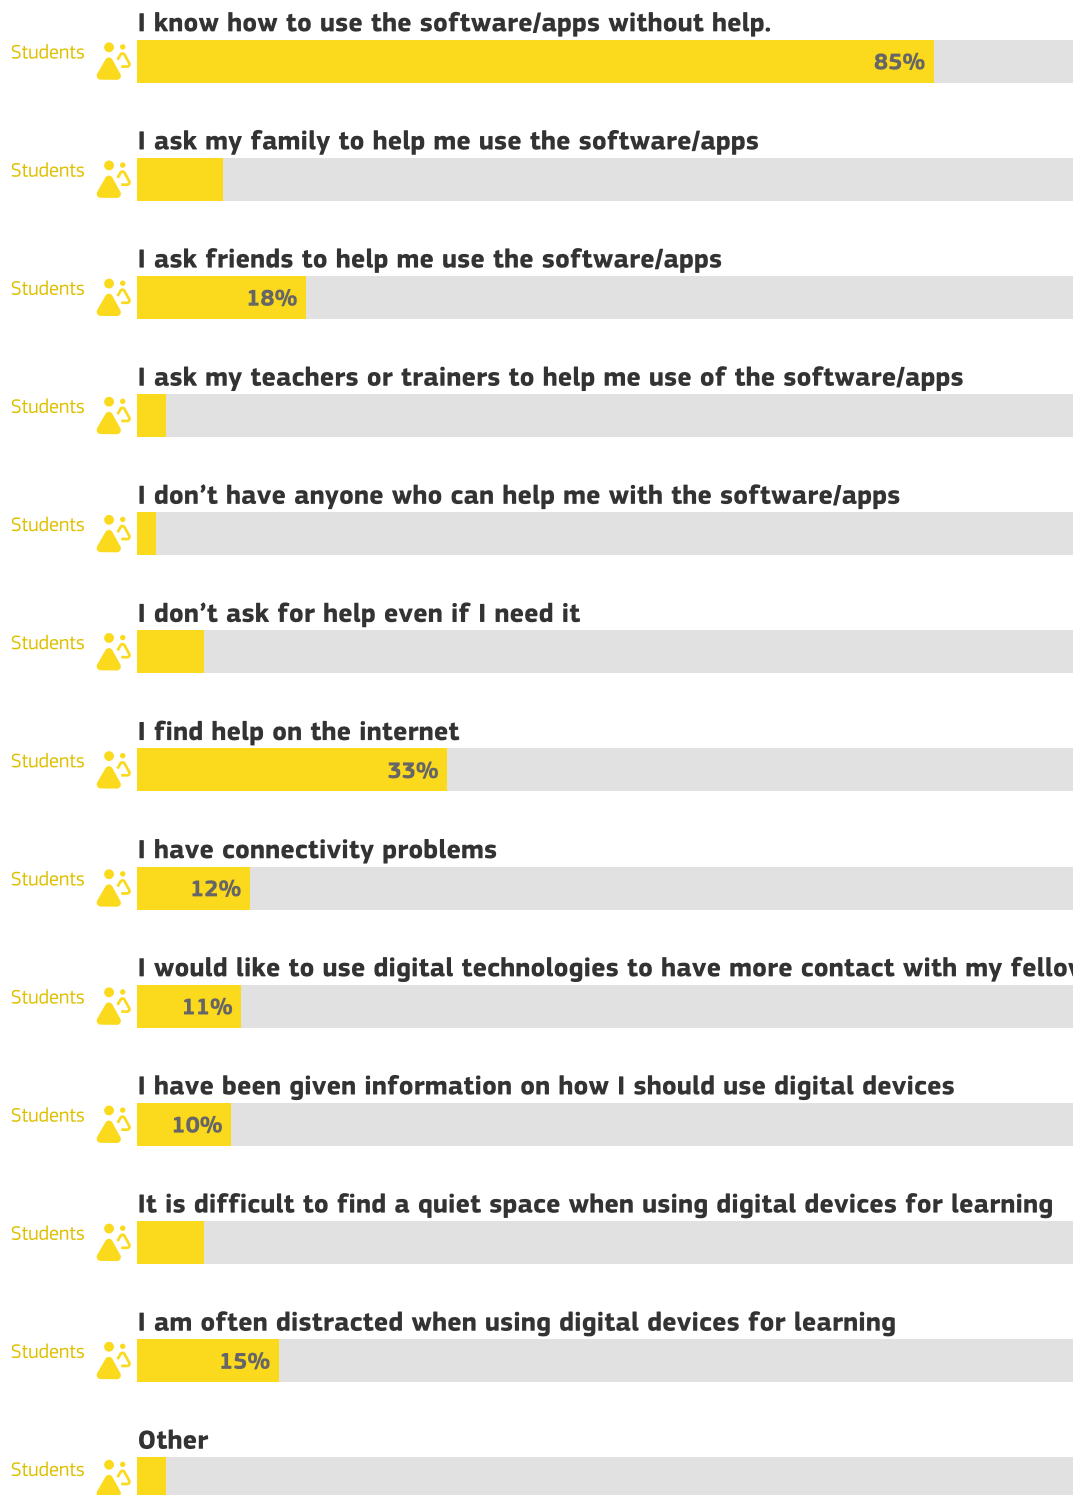 I know how to use the software/apps without help.
Students
85%
I ask my family to help me use the software/apps
Students
I ask friends to help me use the software/apps
Students
18%
I ask my teachers or trainers to help me use of the software/apps
Students
I don’t have anyone who can help me with the software/apps
Students
I don’t ask for help even if I need it
Students
I find help on the internet
Students
33%
I have connectivity problems
Students
12%
I would like to use digital technologies to have more contact with my
Students
11%
I have been given information on how I should use digital devices
Students
10%
It is difficult to find a quiet space when using digital devices for learning
Students
I am often distracted when using digital devices for learning
Students
15%
Other
Students